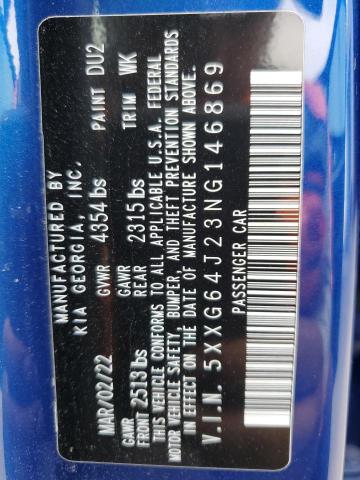 MANUFACTURED BY
KIA GEORGIA, INC.
MAR/02/22 GVWR 4354 lbs PAINT DU2
GAWR FRONT 2513 lbs GAWR REAR 2315 lbs TRIM WK
THIS VEHICLE CONFORMS TO ALL APPLICABLE U.S.A. FEDERAL
MOTOR VEHICLE SAFETY, BUMPER, AND THEFT PREVENTION STANDARDS
IN EFFECT ON THE DATE OF MANUFACTURE SHOWN ABOVE.
V.I.N. 5XXG64J23NG146869
PASSENGER CAR